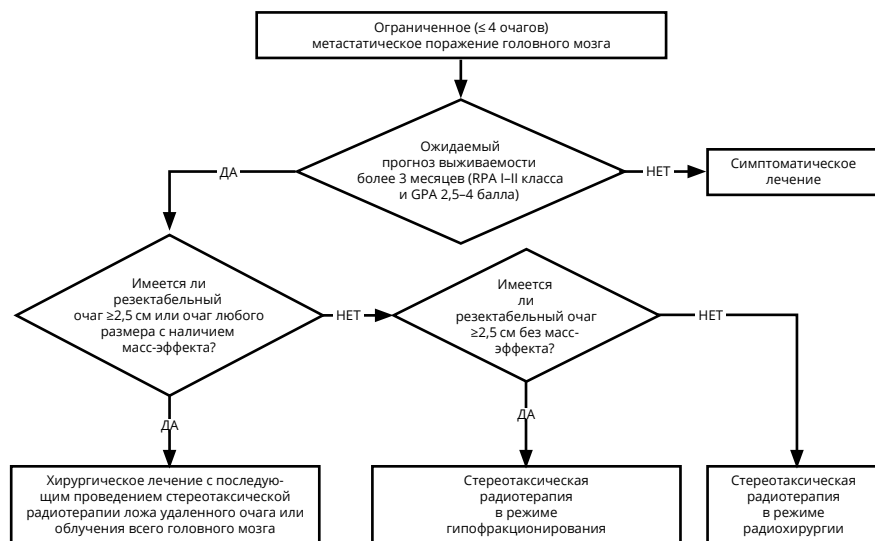 Ограниченное (≤ 4 очагов)
метастатическое поражение головного мозга
Ожидаемый
прогноз выживаемости
более 3 месяцев (RPA I–II класса
и GPA 2,5–4 балла)
ДА
НЕТ
Симптоматическое
лечение
Имеется ли
резектабельный
очаг ≥2,5 см или очаг любого
размера с наличием
масс-эффекта?
НЕТ
Имеется
ли
резектабельный очаг
≥2,5 см без масс-
эффекта?
НЕТ
ДА
ДА
Хирургическое лечение с последую-
щим проведением стереотаксической
радиотерапии ложа удаленного очага или
облучения всего головного мозга
Стереотаксическая
радиотерапия
в режиме
гипофракционирования
Стереотаксическая
радиотерапия
в режиме
радиохирургии